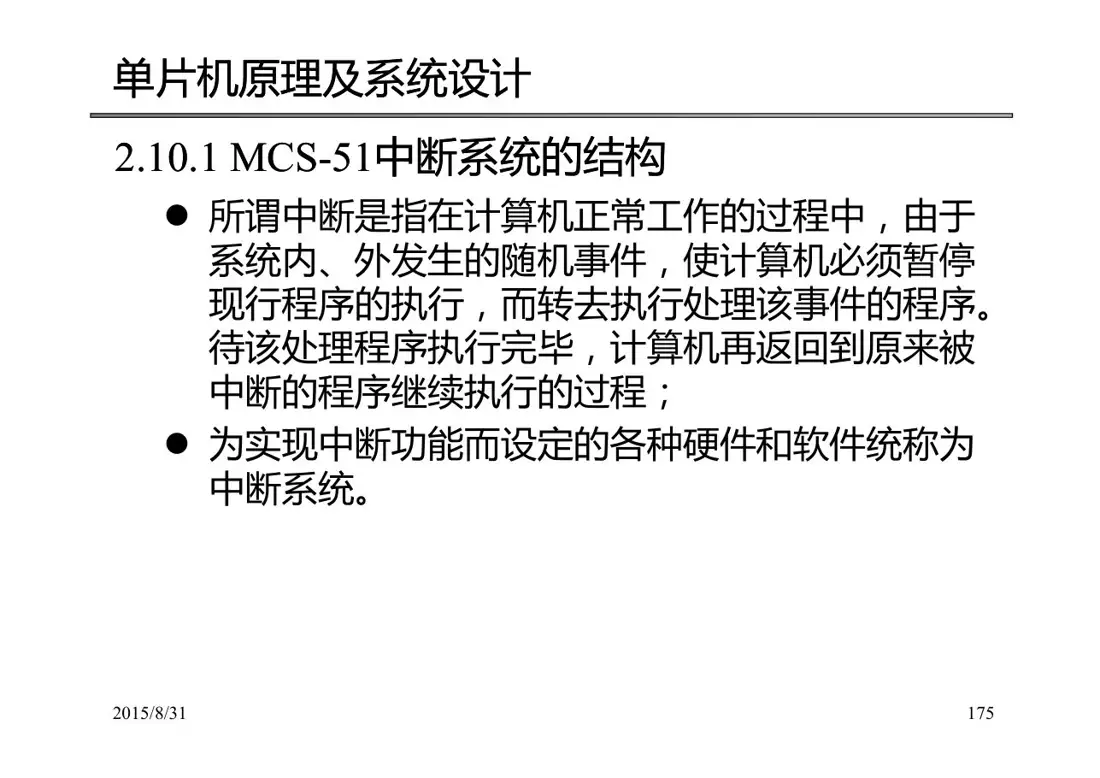 单片机原理及系统设计
2.10.1 MCS-51中断系统的结构
● 所谓中断是指在计算机正常工作的过程中，由于
系统内、外发生的随机事件，使计算机必须暂停
现行程序的执行，而转去执行处理该事件的程序。
待该处理程序执行完毕，计算机再返回到原来被
中断的程序继续执行的过程；
● 为实现中断功能而设定的各种硬件和软件统称为
中断系统。
2015/8/31
175